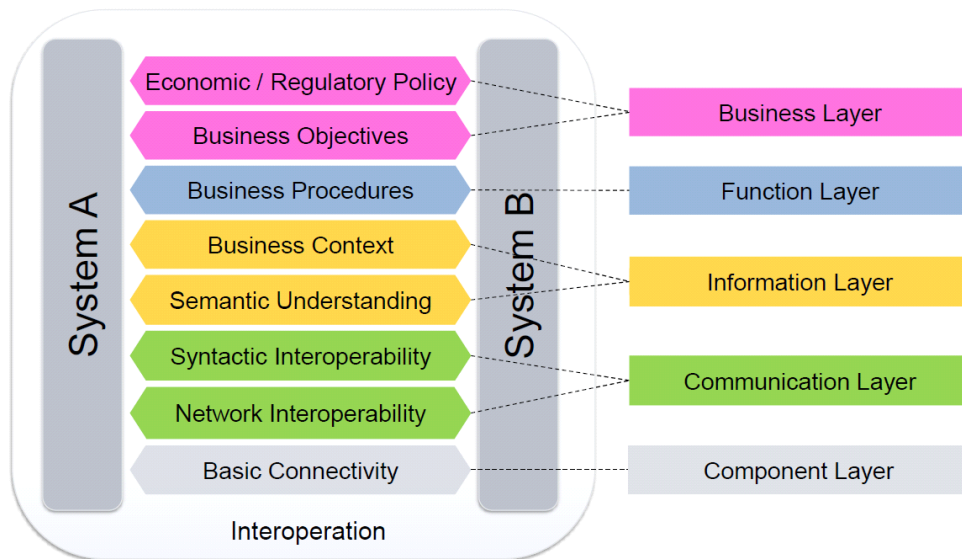 System A
Economic / Regulatory Policy
Business Objectives
Business Procedures
Business Context
Semantic Understanding
Syntactic Interoperability
Network Interoperability
Basic Connectivity
System B
Interoperation
Business Layer
Function Layer
Information Layer
Communication Layer
Component Layer